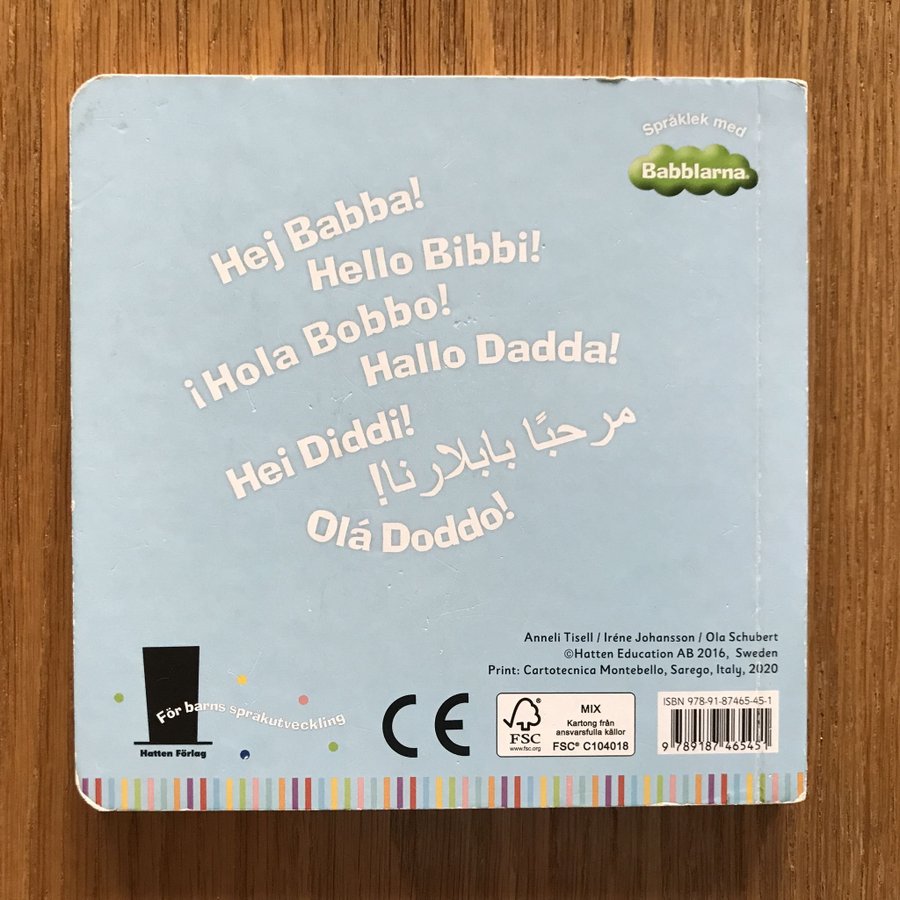 Språklek med
Babblarna®
Hej Babba!
Hello Bibbi!
¡Hola Bobbo!
Hallo Dadda!
Hei Diddi!
مرحبًا بابلارنا!
Olá Doddo!
Anneli Tisell / Iréne Johansson / Ola Schubert
©Hatten Education AB 2016, Sweden
Print: Cartotecnica Montebello, Sarego, Italy, 2020
För barns språkutveckling
Hatten Förlag
CE
FSC
www.fsc.org
MIX
Kartong från
ansvarsfulla källor
FSC® C104018
ISBN 978-91-87465-45-1
9 789187 465451